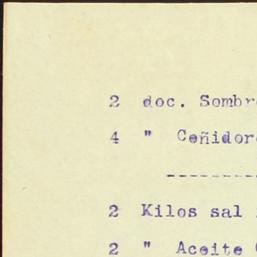 2 doc. Sombr
4 " Ceñidor
----------
2 Kilos sal
2 " Aceite